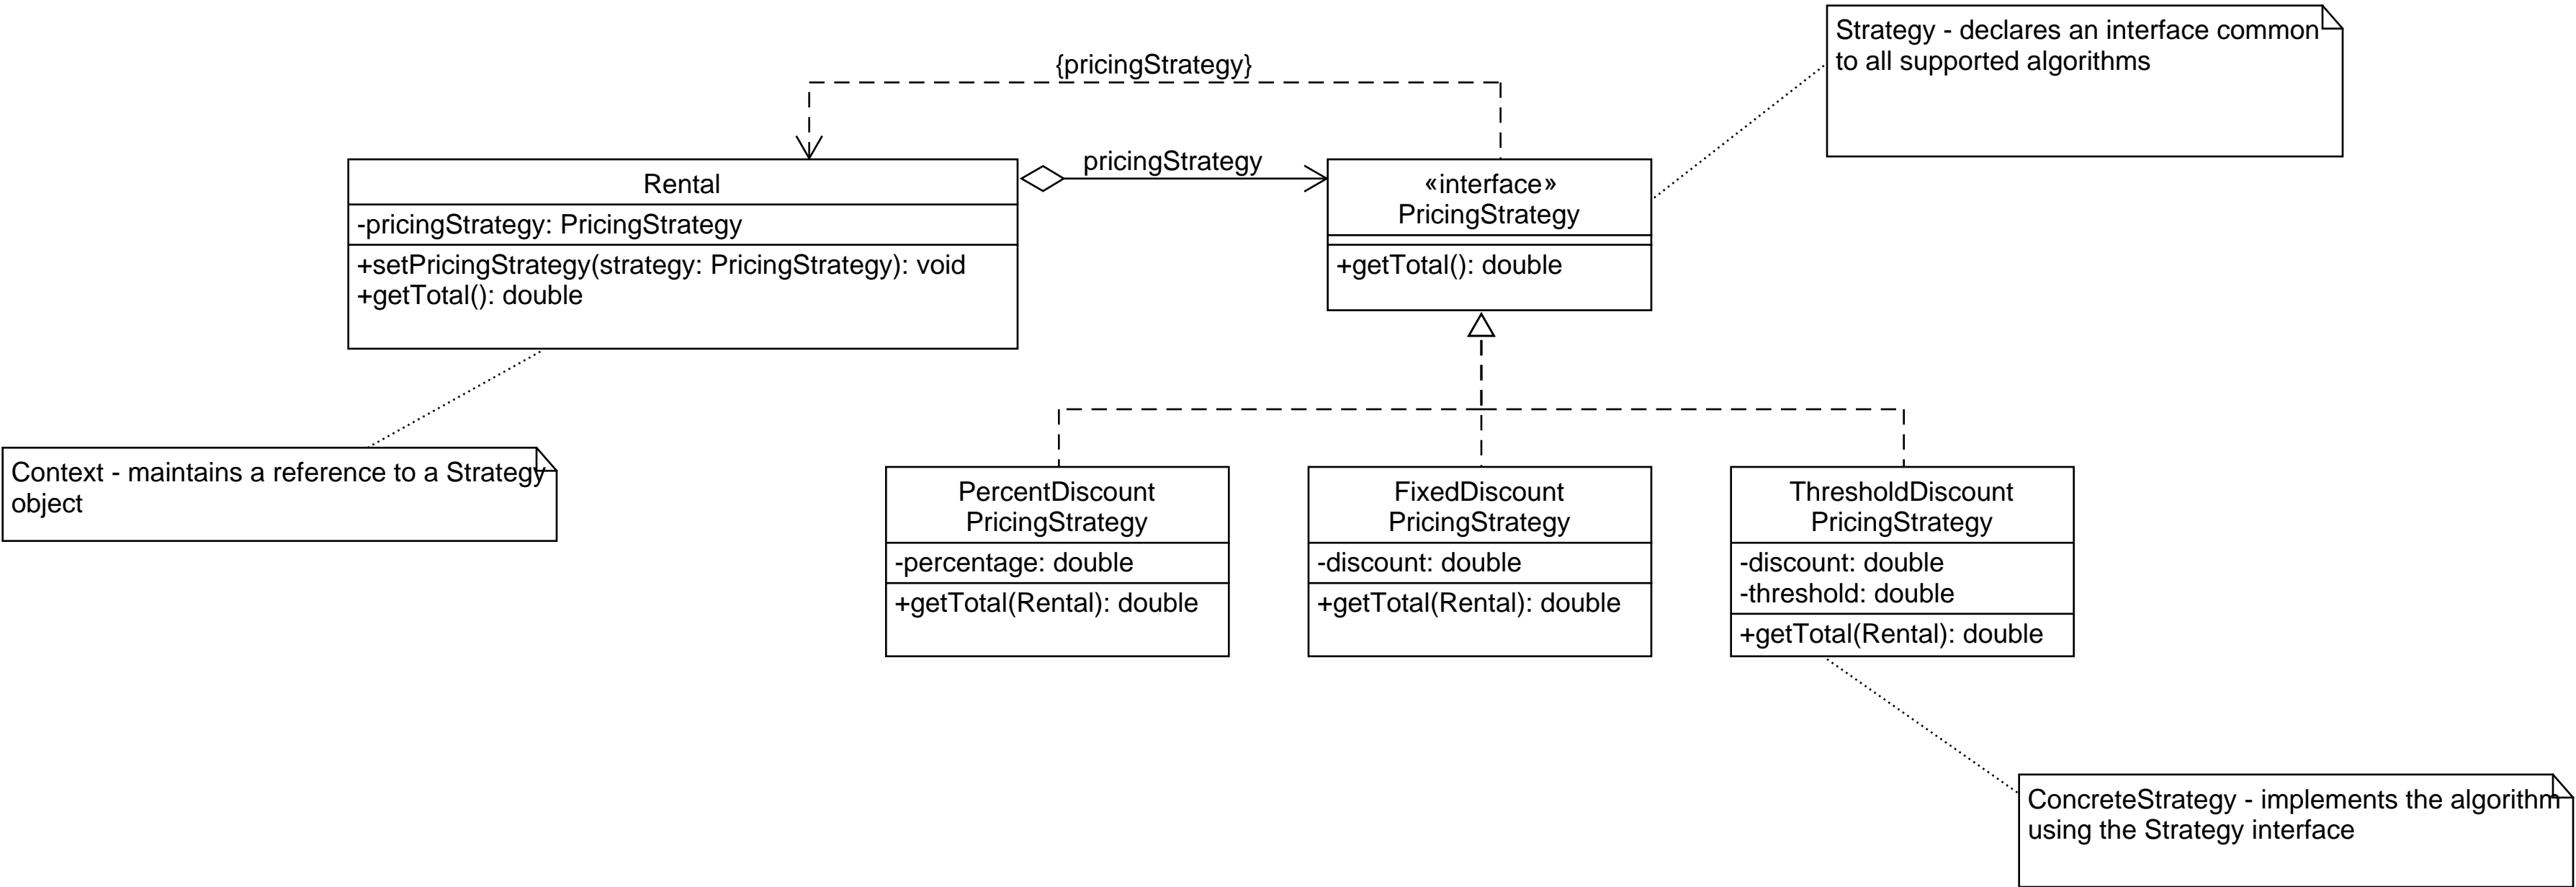 Strategy - declares an interface common
to all supported algorithms
{pricingStrategy}
Rental
-pricingStrategy: PricingStrategy
+setPricingStrategy(strategy: PricingStrategy): void
+getTotal(): double
pricingStrategy
«interface»
PricingStrategy
+getTotal(): double
Context - maintains a reference to a Strategy
object
PercentDiscount
PricingStrategy
-percentage: double
+getTotal(Rental): double
FixedDiscount
PricingStrategy
-discount: double
+getTotal(Rental): double
ThresholdDiscount
PricingStrategy
-discount: double
-threshold: double
+getTotal(Rental): double
ConcreteStrategy - implements the algorithm
using the Strategy interface